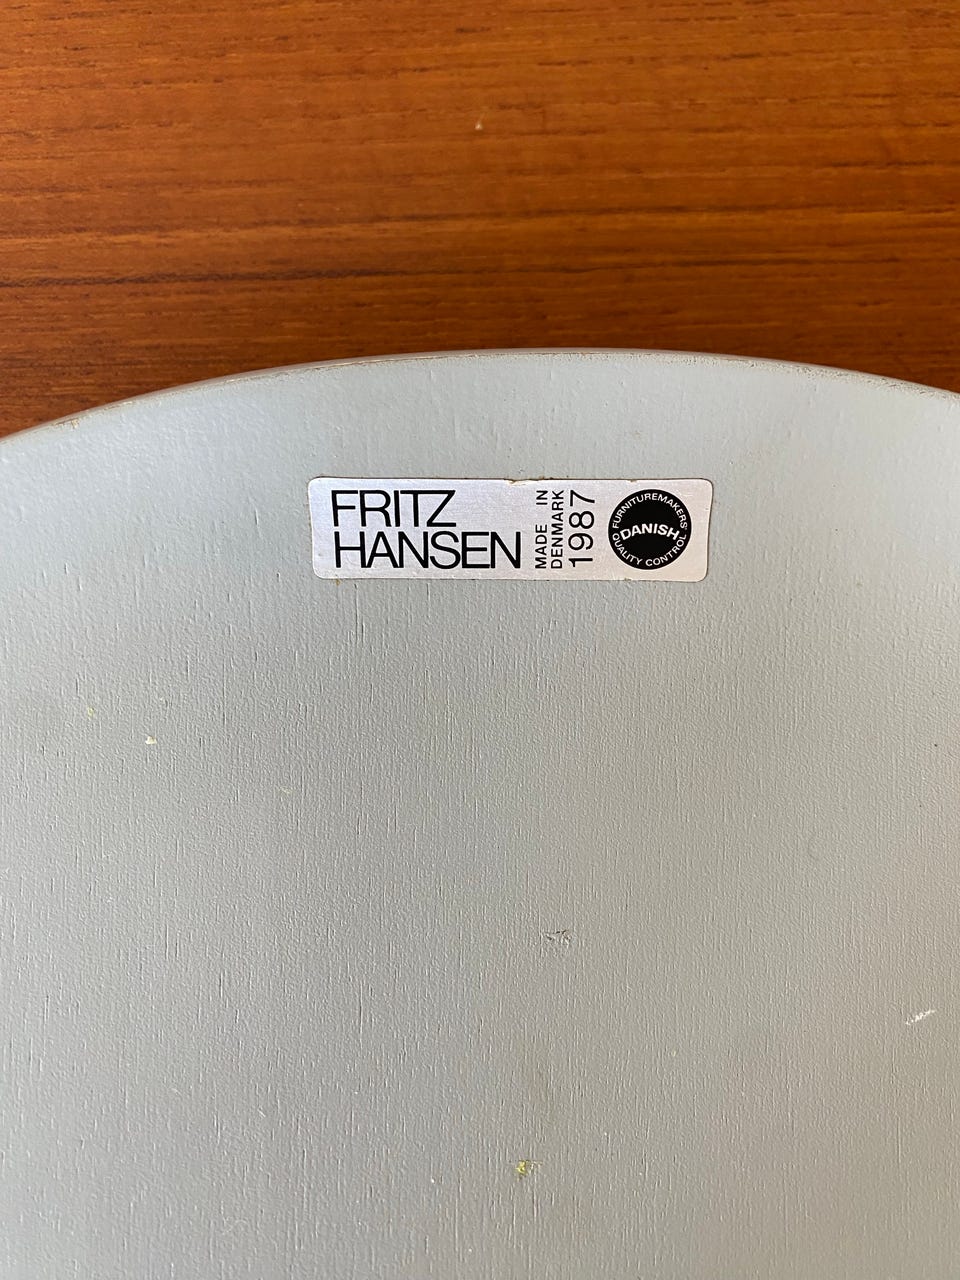 FRITZ
HANSEN
MADE IN
DENMARK
1987
FURNITUREMAKERS'
DANISH
QUALITY CONTROL